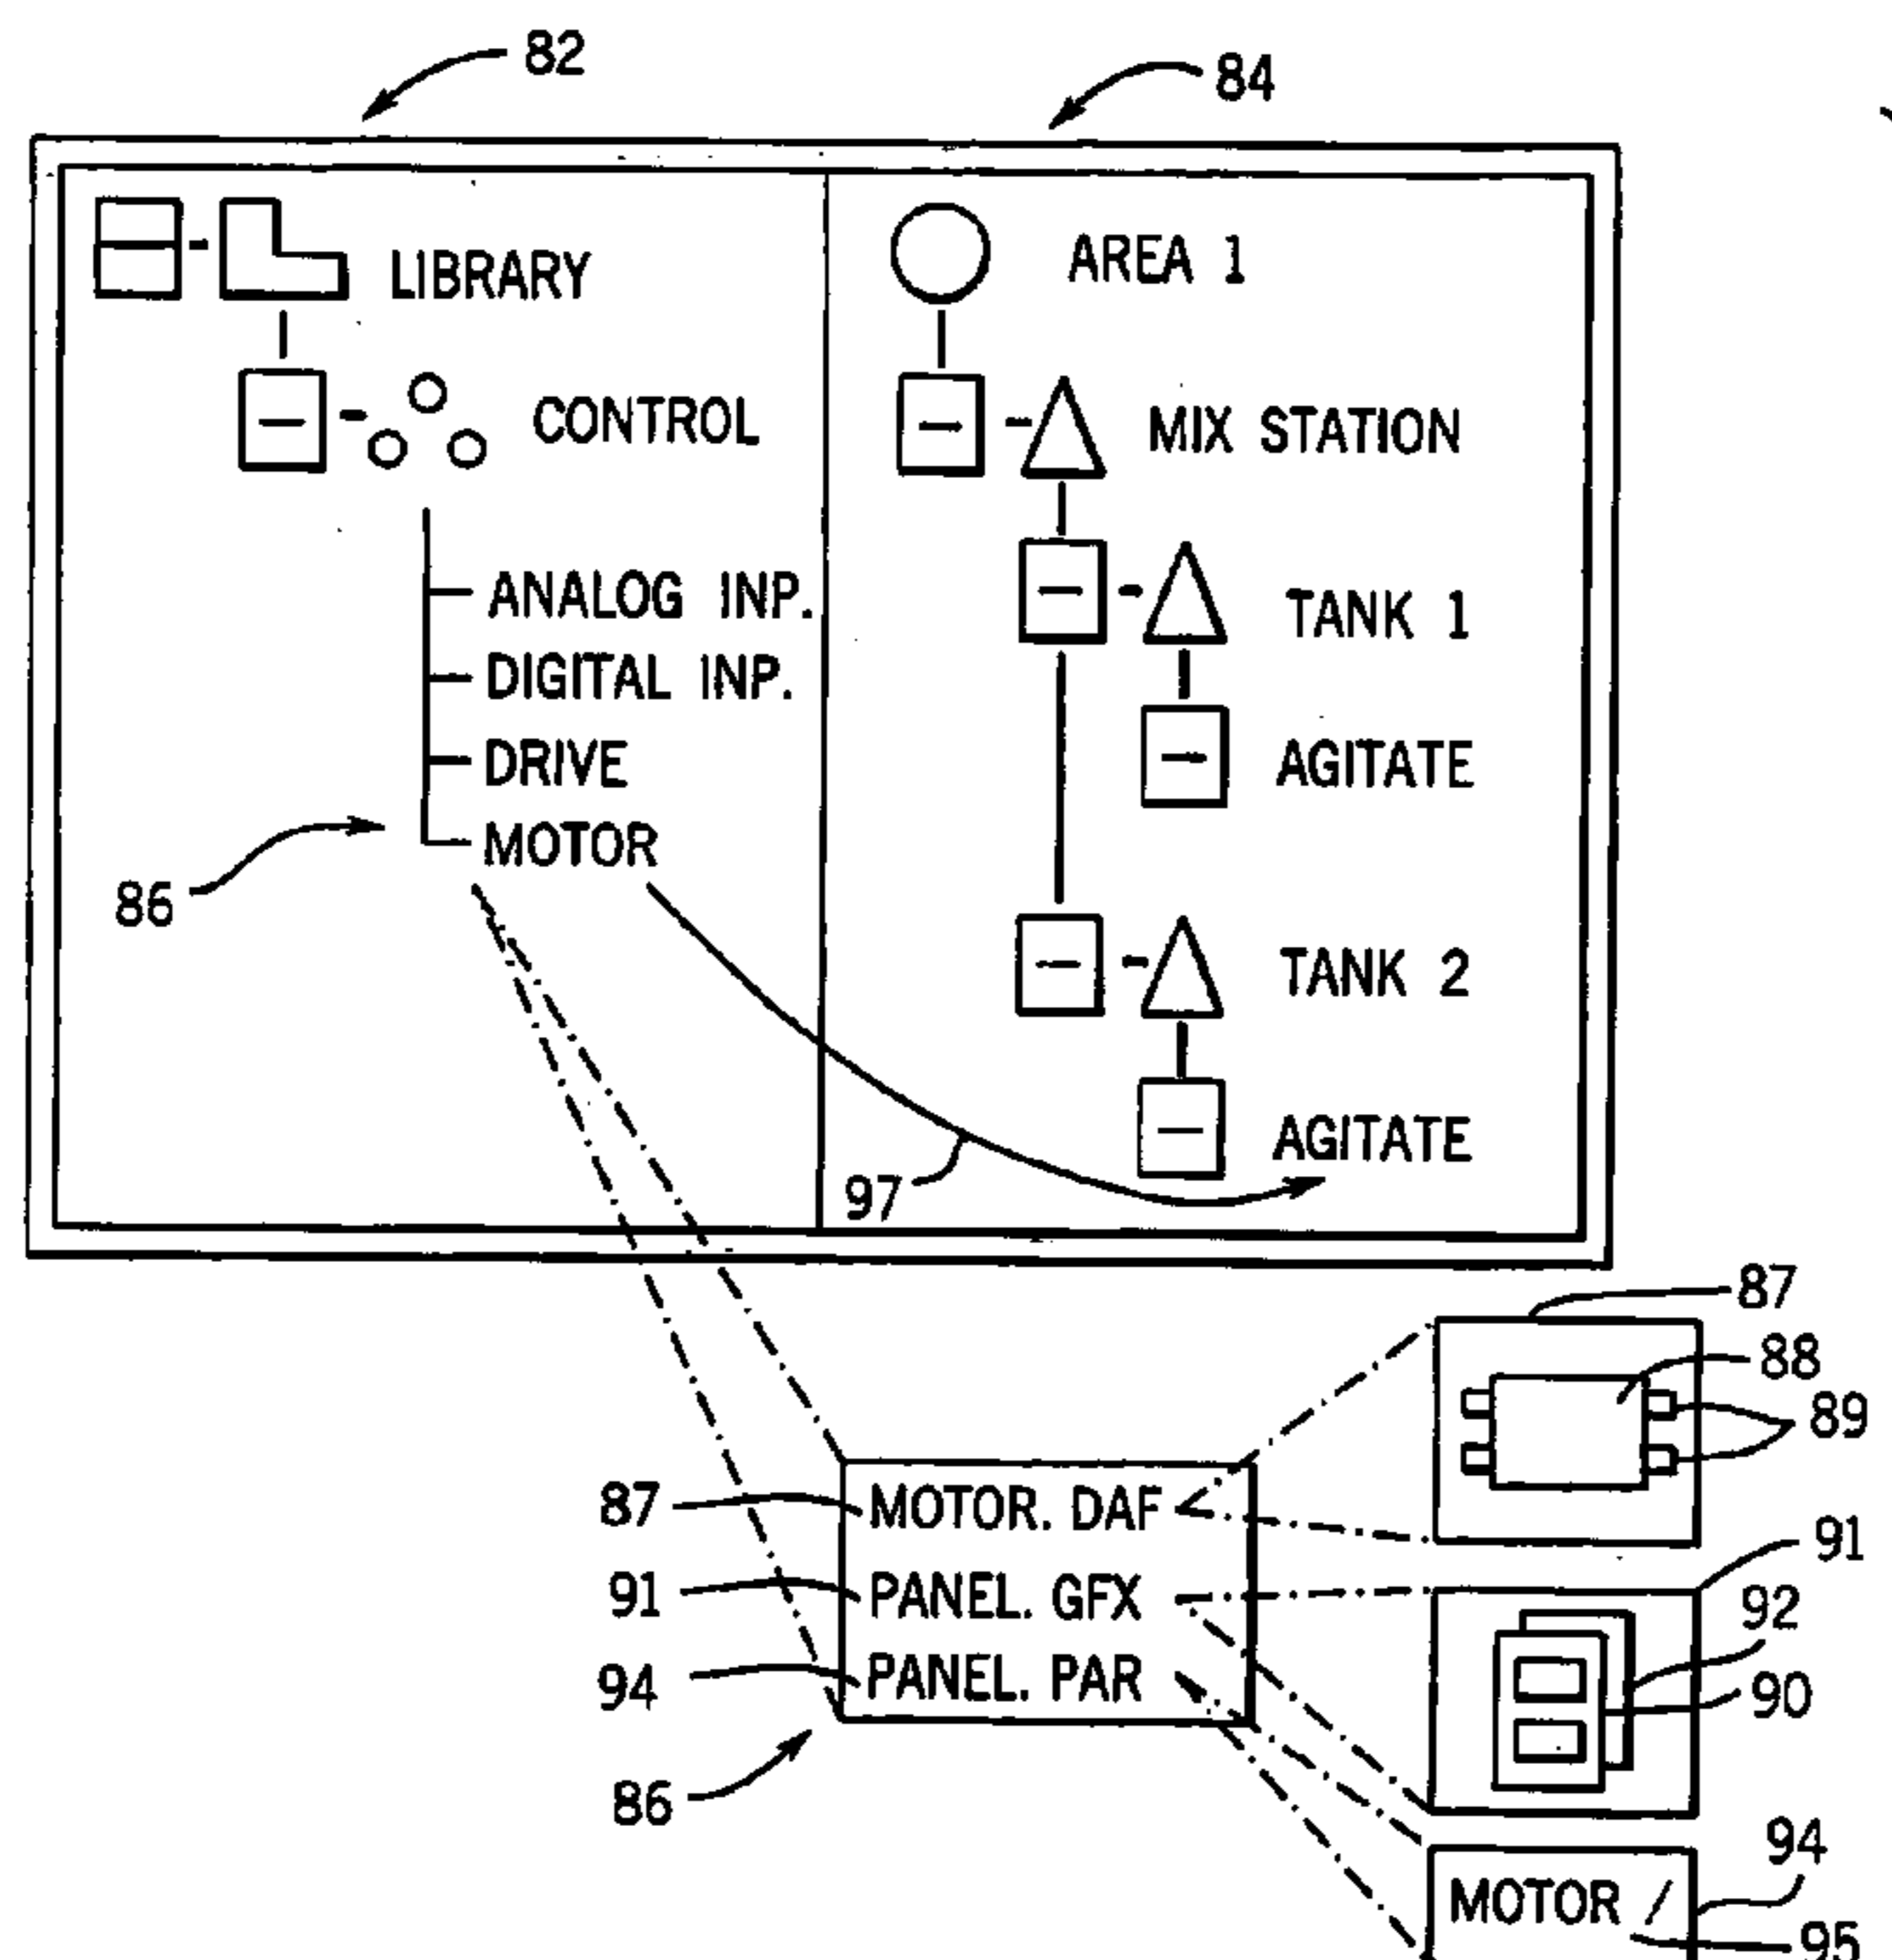 82
84
LIBRARY
AREA 1
CONTROL
MIX STATION
ANALOG INP.
TANK 1
DIGITAL INP.
DRIVE
AGITATE
MOTOR
86
TANK 2
AGITATE
97
87
88
89
87 MOTOR. DAF
91
91 PANEL. GFX
92
94 PANEL. PAR
90
86
94
MOTOR /
95